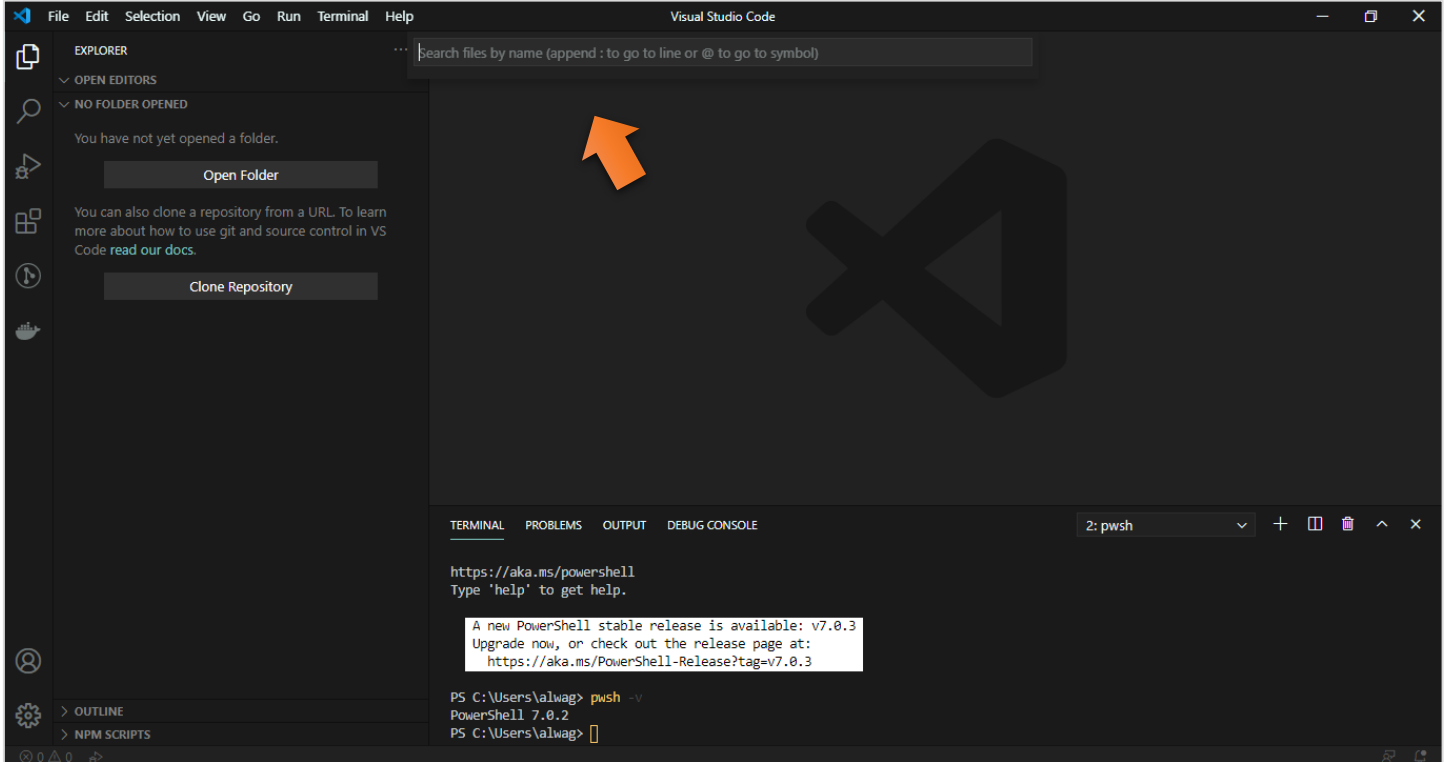 File Edit Selection View Go Run Terminal Help Visual Studio Code
EXPLORER
Search files by name (append : to go to line or @ to go to symbol)
OPEN EDITORS
NO FOLDER OPENED
You have not yet opened a folder.
Open Folder
You can also clone a repository from a URL. To learn
more about how to use git and source control in VS
Code read our docs.
Clone Repository
OUTLINE
NPM SCRIPTS
TERMINAL PROBLEMS OUTPUT DEBUG CONSOLE 2: pwsh
https://aka.ms/powershell
Type 'help' to get help.
A new PowerShell stable release is available: v7.0.3
Upgrade now, or check out the release page at:
https://aka.ms/PowerShell-Release?tag=v7.0.3
PS C:\Users\alwag> pwsh -v
PowerShell 7.0.2
PS C:\Users\alwag>
0 0